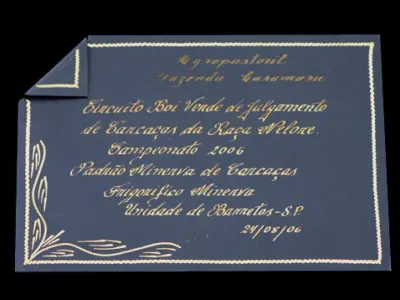 Agropastoril
Fazenda
Circuito Boi Verde de Julgamento
de Carcaças da Raça Nelore.
Campeonato 2006
Padrão Minerva de Carcaças
Frigorífico Minerva
Unidade de Barretos-S.P.
24/08/06